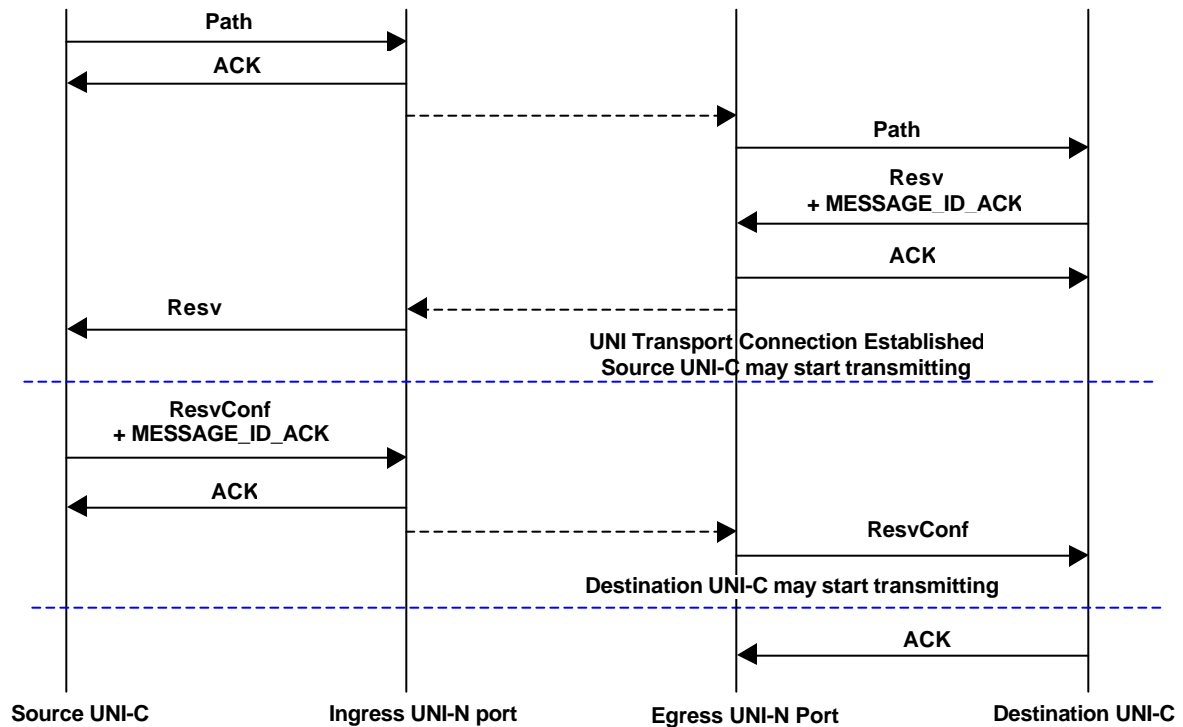 Path
ACK
Path
Resv
+ MESSAGE_ID_ACK
ACK
Resv
UNI Transport Connection Established
Source UNI-C may start transmitting
ResvConf
+ MESSAGE_ID_ACK
ACK
ResvConf
Destination UNI-C may start transmitting
ACK
Source UNI-C
Ingress UNI-N port
Egress UNI-N Port
Destination UNI-C